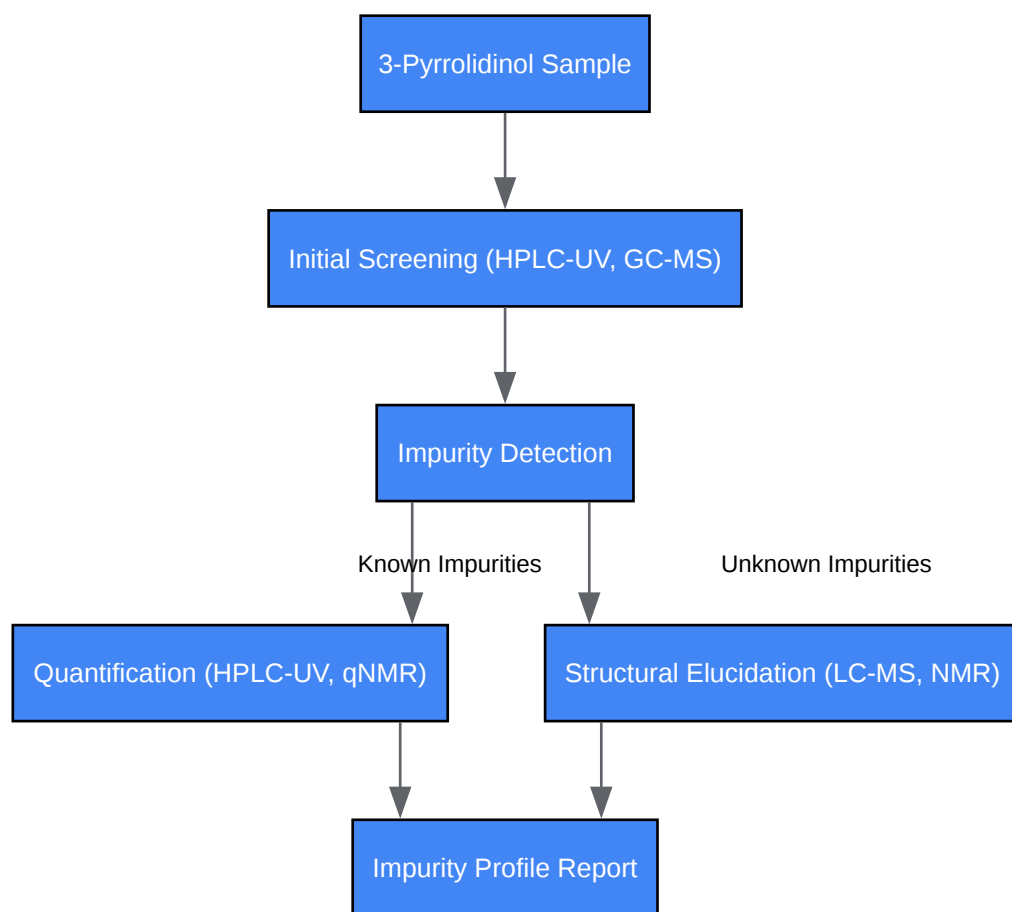 3-Pyrrolidinol Sample
Initial Screening (HPLC-UV, GC-MS)
Impurity Detection
Known Impurities
Unknown Impurities
Quantification (HPLC-UV, qNMR)
Structural Elucidation (LC-MS, NMR)
Impurity Profile Report